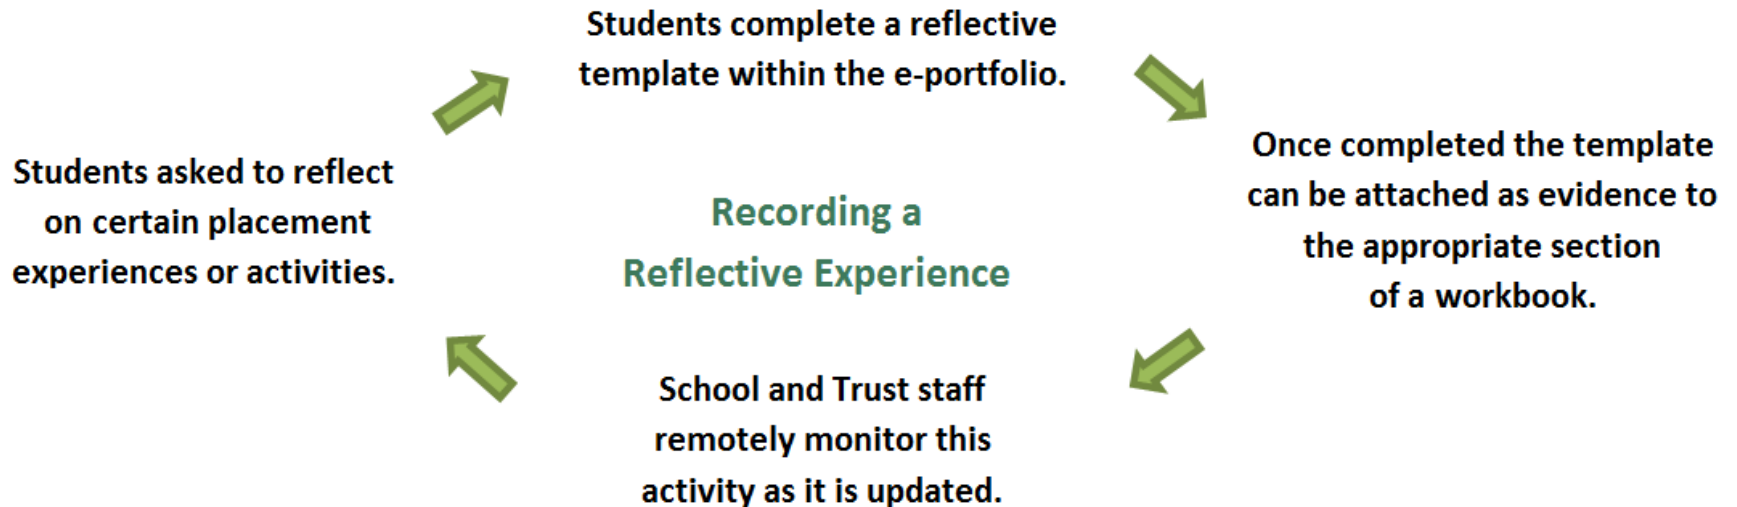 Students complete a reflective
template within the e-portfolio.
Once completed the template
can be attached as evidence to
the appropriate section
of a workbook.
Students asked to reflect
on certain placement
experiences or activities.
Recording a
Reflective Experience
School and Trust staff
remotely monitor this
activity as it is updated.